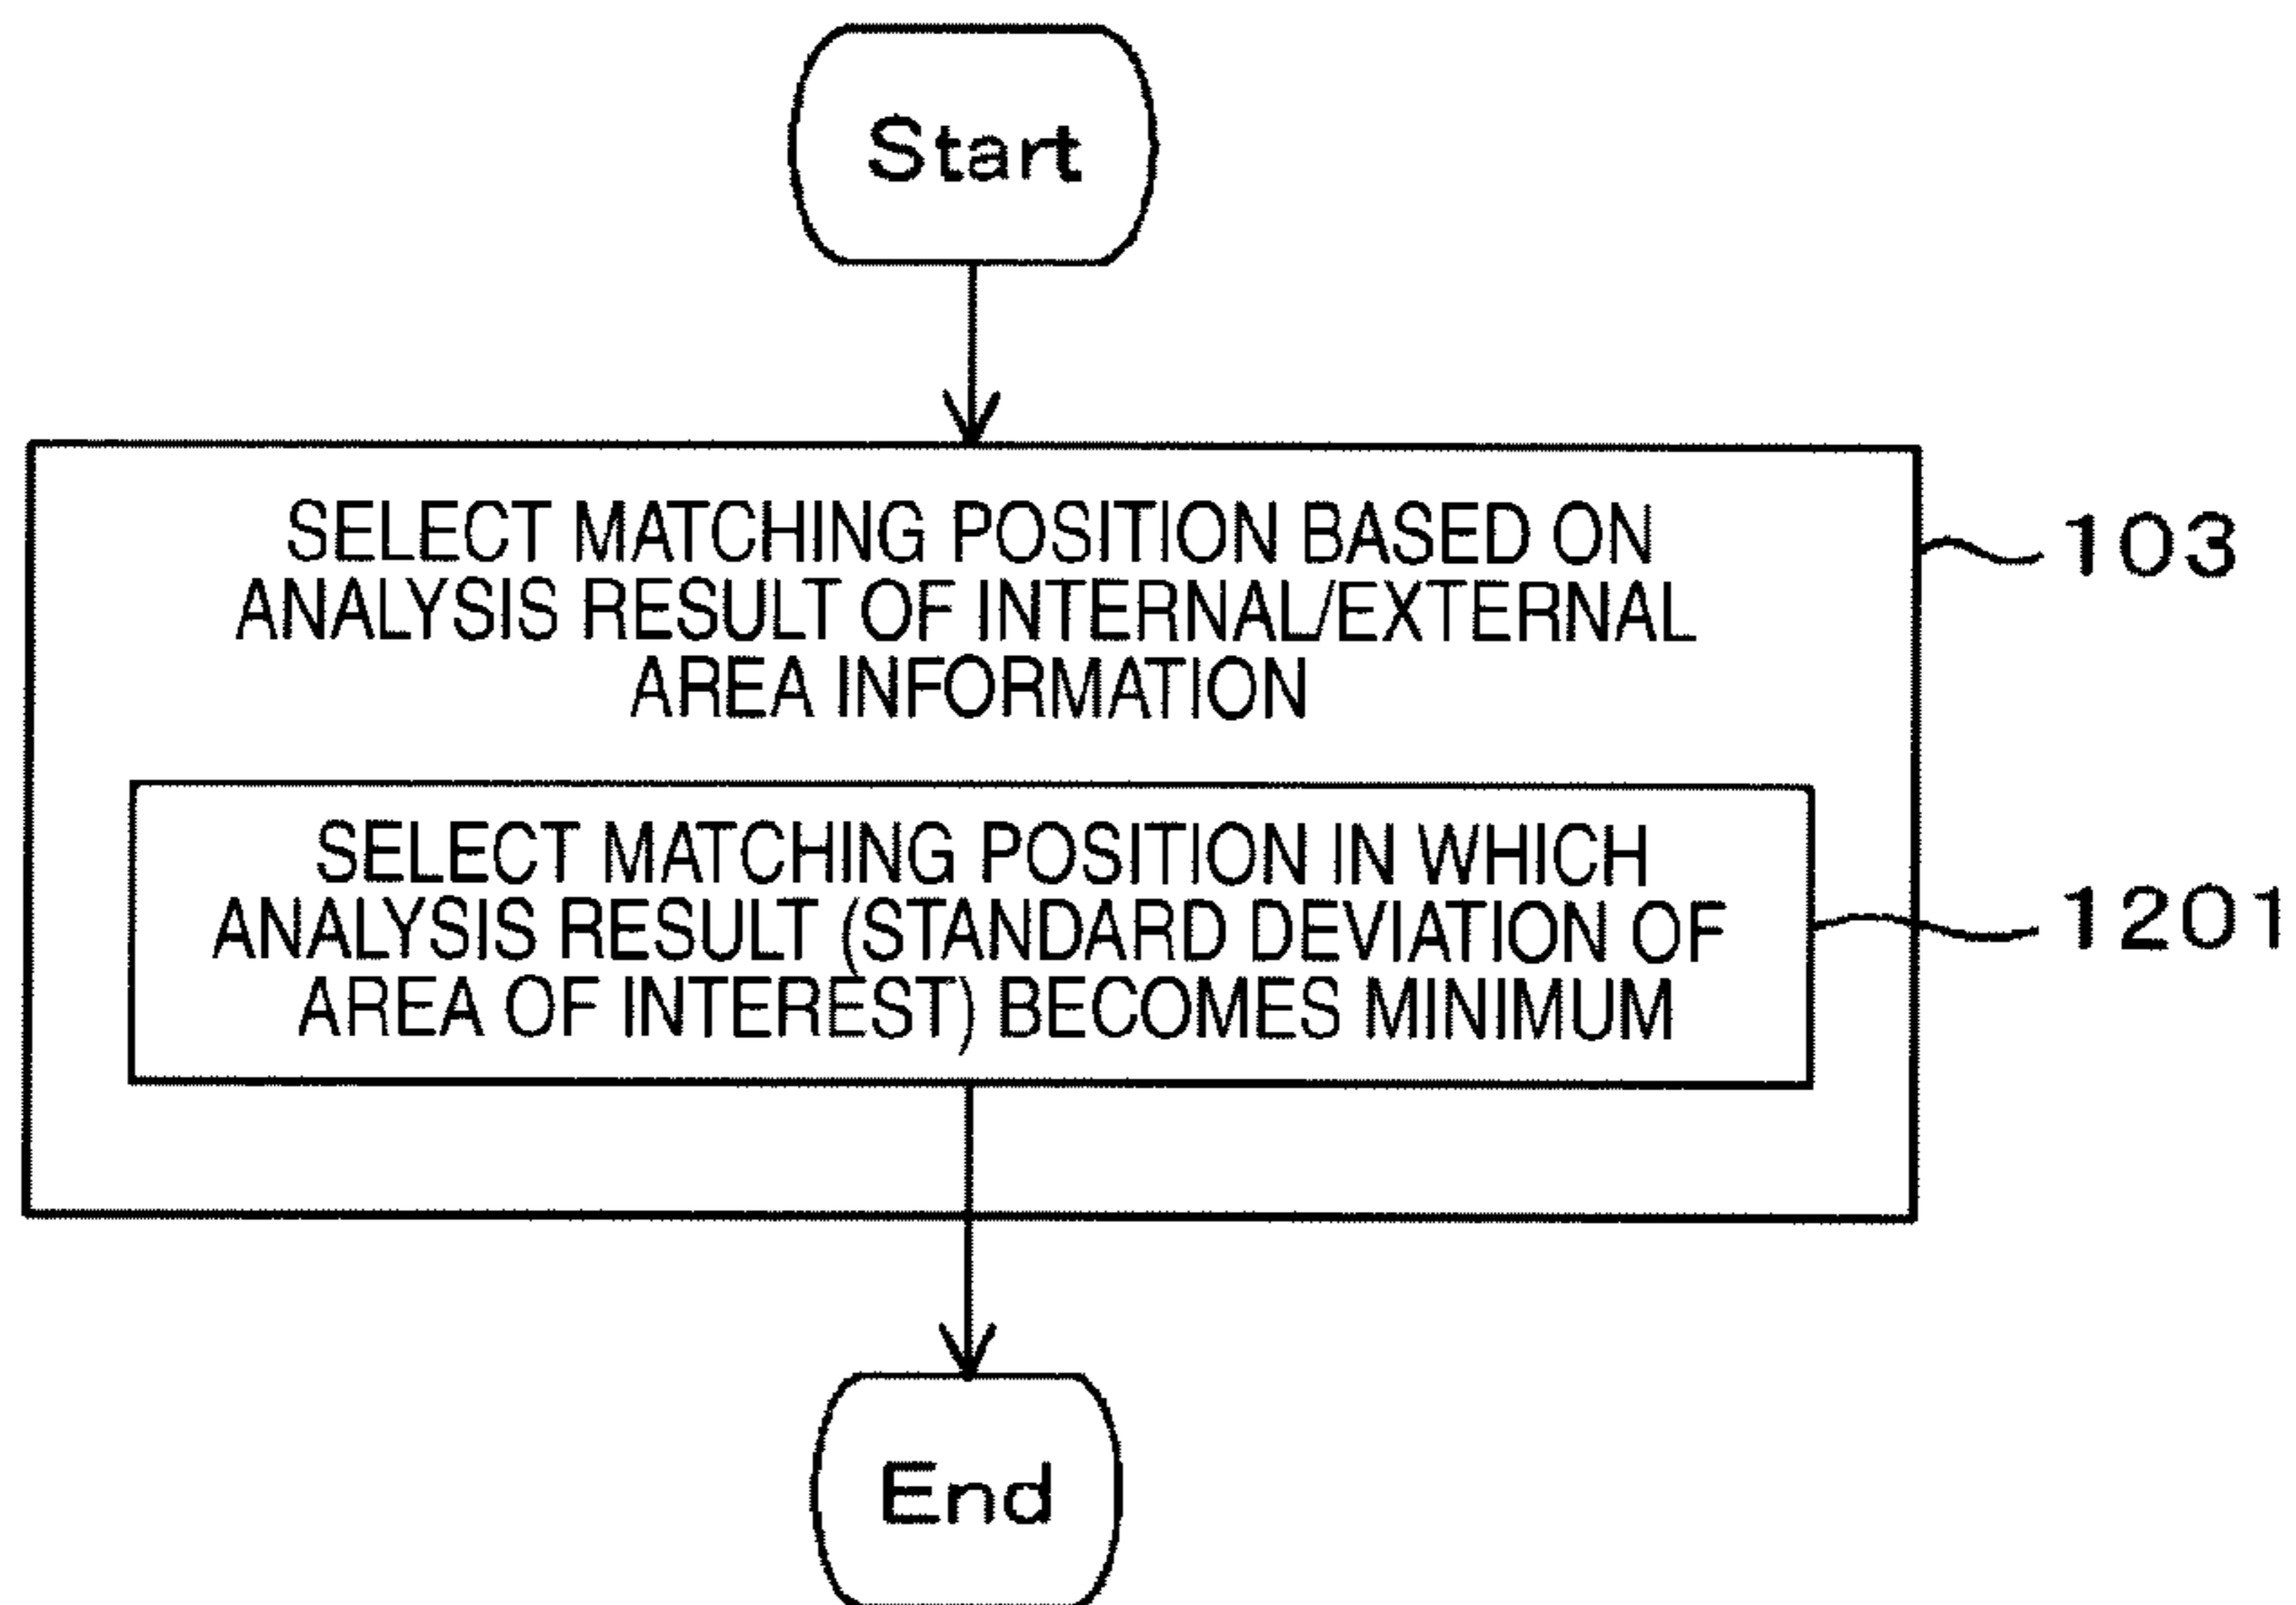 Start
SELECT MATCHING POSITION BASED ON
ANALYSIS RESULT OF INTERNAL/EXTERNAL
AREA INFORMATION
103
SELECT MATCHING POSITION IN WHICH
ANALYSIS RESULT (STANDARD DEVIATION OF
AREA OF INTEREST) BECOMES MINIMUM
1201
End